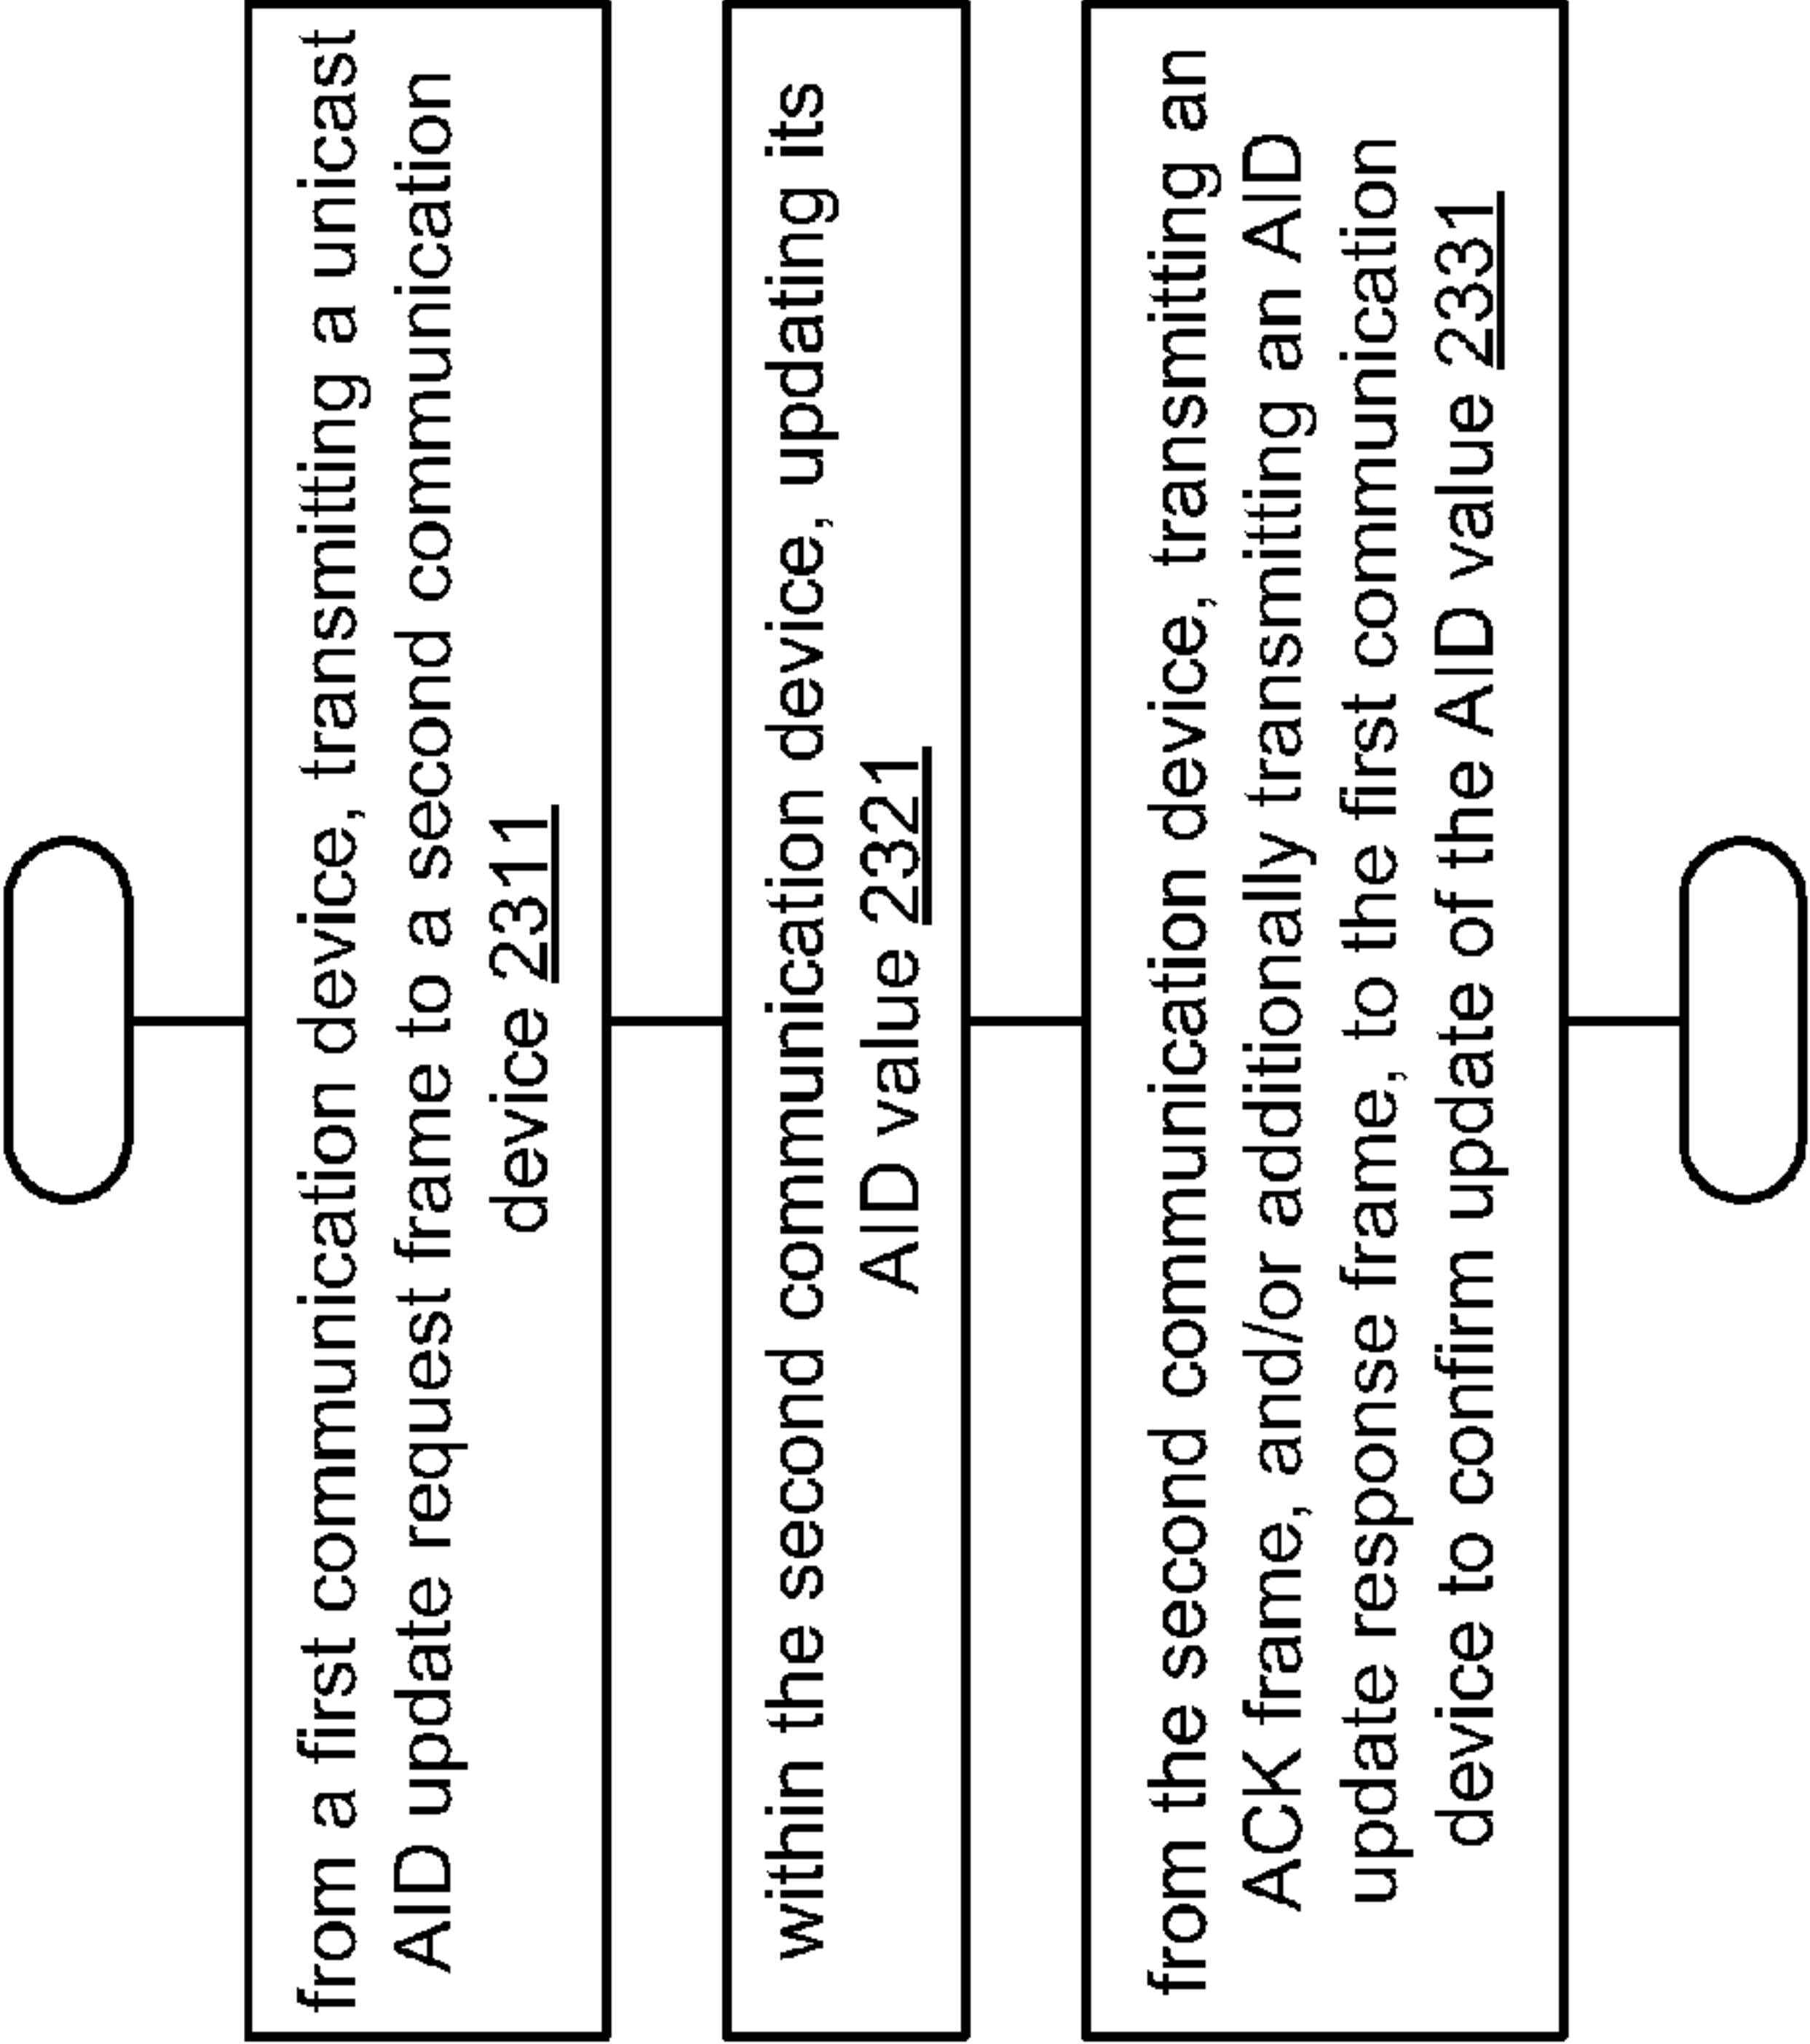 from a first communication device, transmitting a unicast
AID update request frame to a second communication
device 2311
within the second communication device, updating its
AID value 2321
from the second communication device, transmitting an
ACK frame, and/or additionally transmitting an AID
update response frame, to the first communication
device to confirm update of the AID value 2331